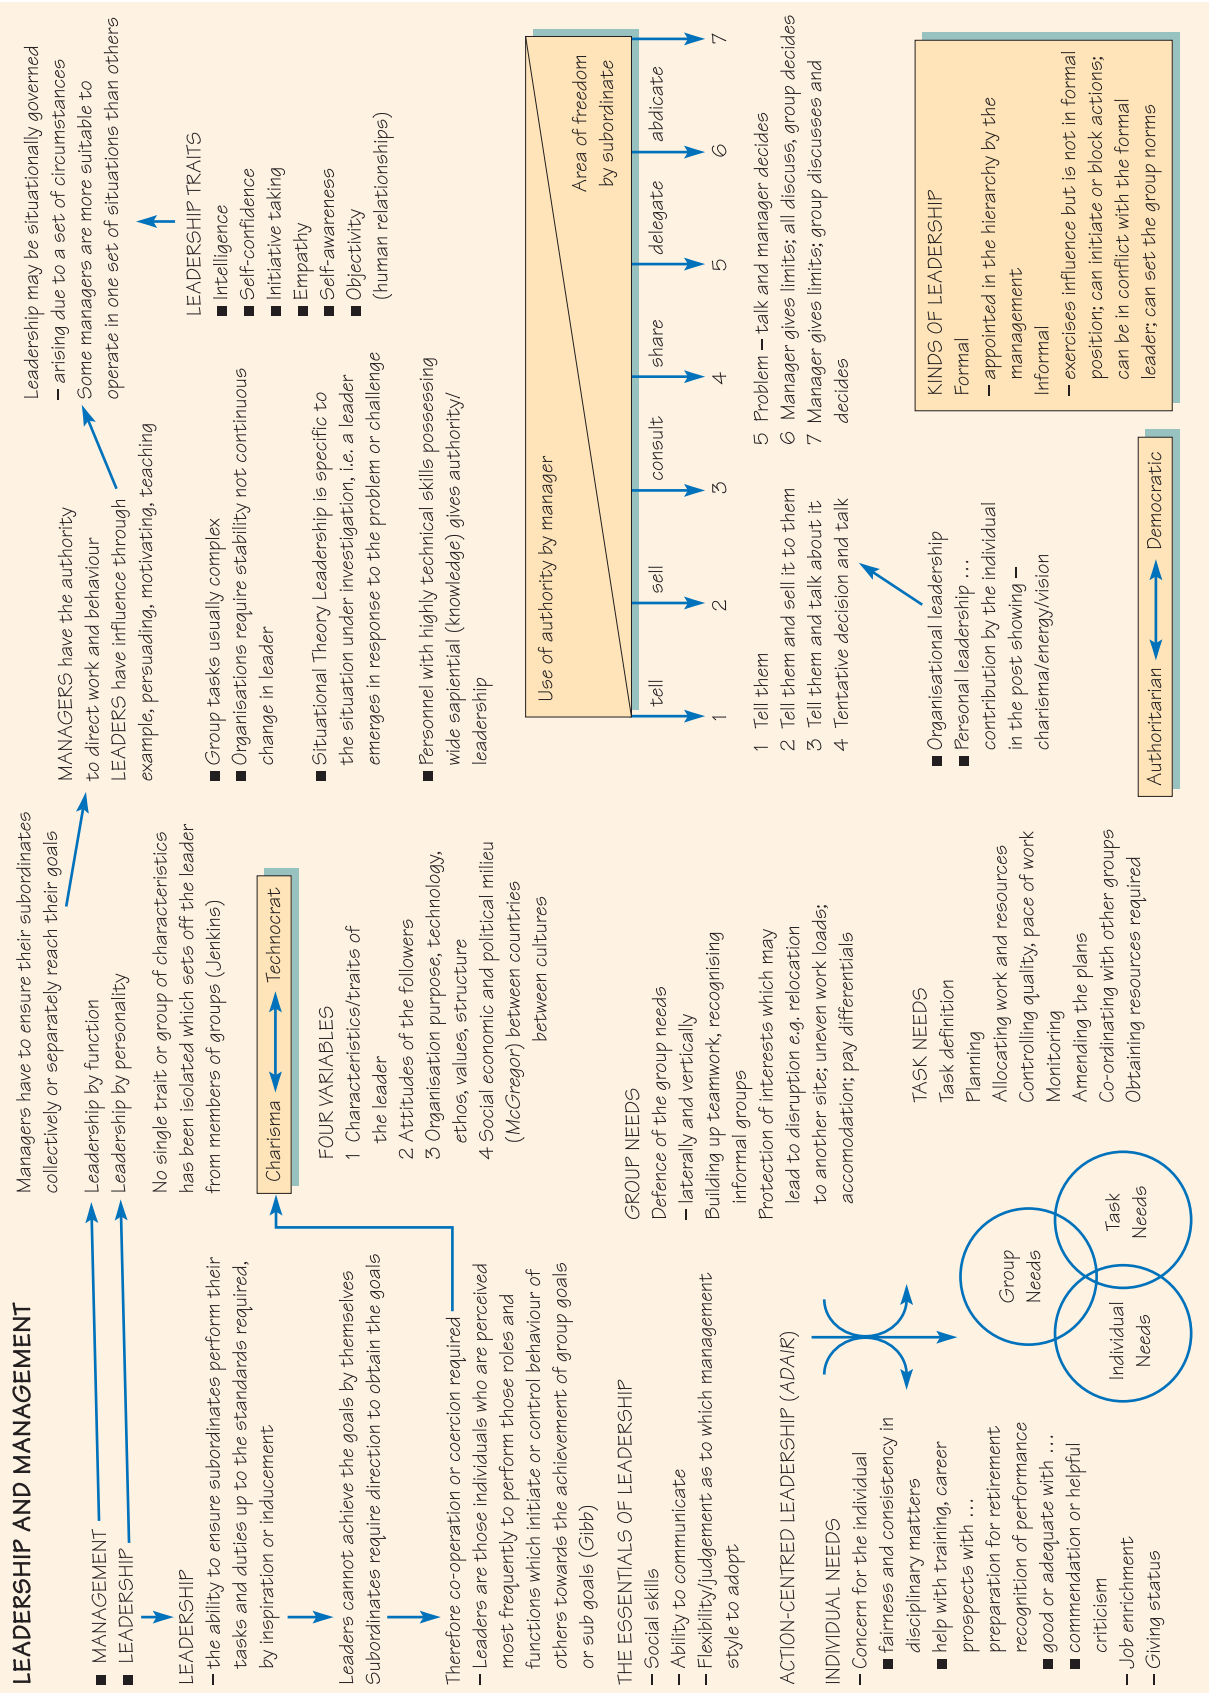 LEADERSHIP AND MANAGEMENT
■ MANAGEMENT
■ LEADERSHIP
LEADERSHIP
– the ability to ensure subordinates perform their
tasks and duties up to the standards required,
by inspiration or inducement
Leaders cannot achieve the goals by themselves
Subordinates require direction to obtain the goals
Therefore co-operation or coercion required
– Leaders are those individuals who are perceived
most frequently to perform those roles and
functions which initiate or control behaviour of
others towards the achievement of group goals
or sub goals (Gibb)
THE ESSENTIALS OF LEADERSHIP
– Social skills
– Ability to communicate
– Flexibility/judgement as to which management
style to adopt
ACTION-CENTRED LEADERSHIP (ADAIR)
INDIVIDUAL NEEDS
– Concern for the individual
■ fairness and consistency in
disciplinary matters
■ help with training, career
prospects with ...
preparation for retirement
recognition of performance
■ good or adequate with ...
■ commendation or helpful
criticism
– Job enrichment
– Giving status
Group
Needs
Individual
Needs
Task
Needs
Managers have to ensure their subordinates
collectively or separately reach their goals
Leadership by function
Leadership by personality
No single trait or group of characteristics
has been isolated which sets off the leader
from members of groups (Jenkins)
Charisma
Technocrat
FOUR VARIABLES
1 Characteristics/traits of
the leader
2 Attitudes of the followers
3 Organisation purpose, technology,
ethos, values, structure
4 Social economic and political milieu
(McGregor) between countries
between cultures
GROUP NEEDS
Defence of the group needs
– laterally and vertically
Building up teamwork, recognising
informal groups
Protection of interests which may
lead to disruption e.g. relocation
to another site; uneven work loads;
accomodation; pay differentials
TASK NEEDS
Task definition
Planning
Allocating work and resources
Controlling quality, pace of work
Monitoring
Amending the plans
Co-ordinating with other groups
Obtaining resources required
MANAGERS have the authority
to direct work and behaviour
LEADERS have influence through
example, persuading, motivating, teaching
Leadership may be situationally governed
– arising due to a set of circumstances
Some managers are more suitable to
operate in one set of situations than others
LEADERSHIP TRAITS
■ Intelligence
■ Self-confidence
■ Initiative taking
■ Empathy
■ Self-awareness
■ Objectivity
(human relationships)
■ Group tasks usually complex
■ Organisations require stability not continuous
change in leader
■ Situational Theory Leadership is specific to
the situation under investigation, i.e. a leader
emerges in response to the problem or challenge
■ Personnel with highly technical skills possessing
wide sapiential (knowledge) gives authority/
leadership
Use of authority by manager
Area of freedom
by subordinate
tell
sell
consult
share
delegate
abdicate
1
2
3
4
5
6
7
1 Tell them
2 Tell them and sell it to them
3 Tell them and talk about it
4 Tentative decision and talk
5 Problem – talk and manager decides
6 Manager gives limits; all discuss, group decides
7 Manager gives limits; group discusses and
decides
■ Organisational leadership
■ Personal leadership ...
contribution by the individual
in the post showing –
charisma/energy/vision
Authoritarian
Democratic
KINDS OF LEADERSHIP
Formal
– appointed in the hierarchy by the
management
Informal
– exercises influence but is not in formal
position; can initiate or block actions;
can be in conflict with the formal
leader; can set the group norms